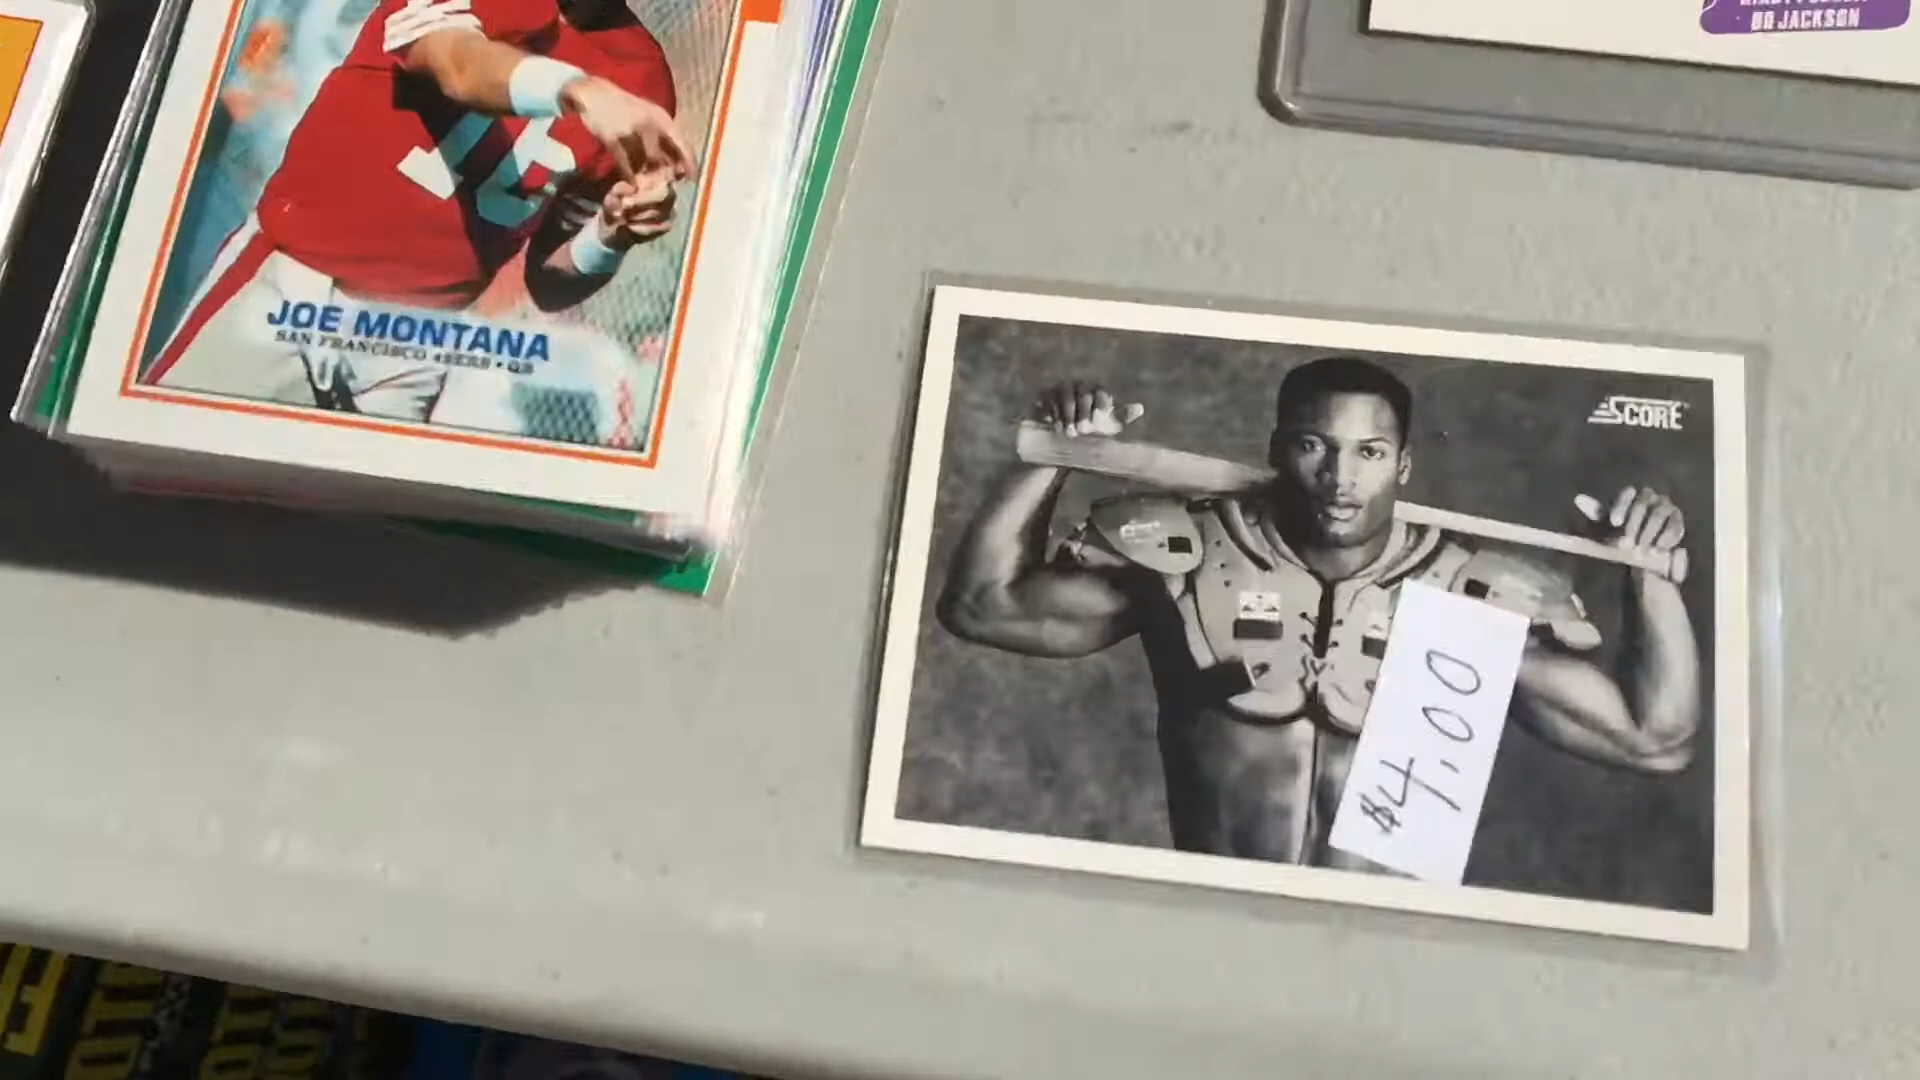 BO JACKSON
JOE MONTANA
SAN FRANCISCO 49ERS • QB
SCORE
$4.00